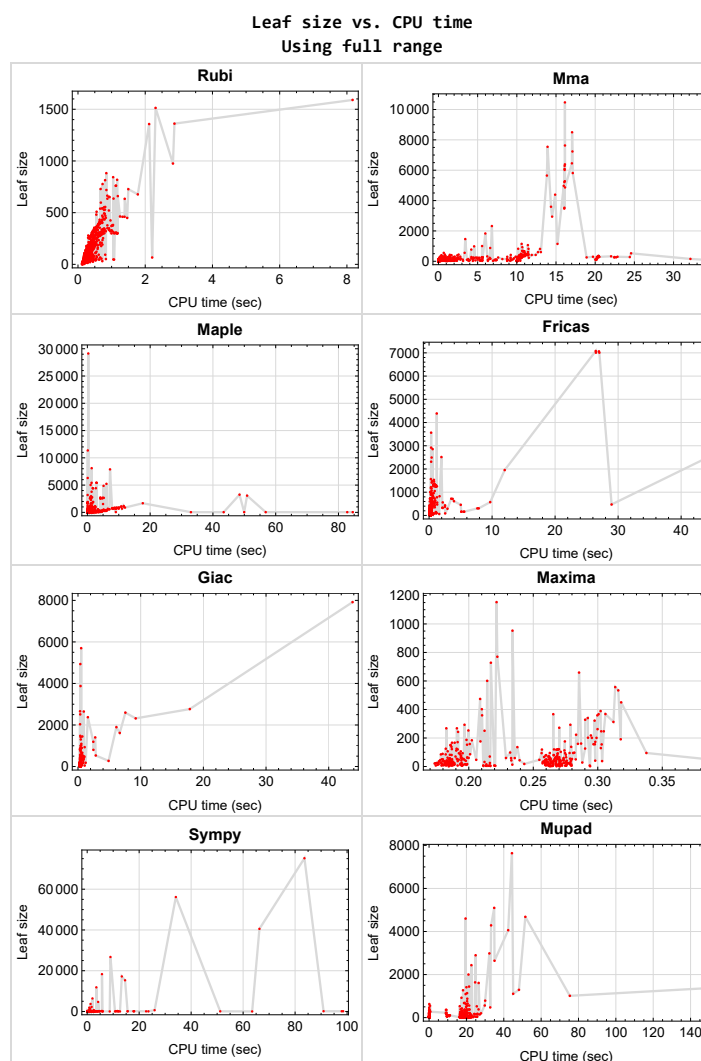 Leaf size vs. CPU time
Using full range
Rubi
Leaf size
1500
1000
500
0
0 2 4 6 8
CPU time (sec)
Mma
Leaf size
10 000
8000
6000
4000
2000
0
0 5 10 15 20 25 30
CPU time (sec)
Maple
Leaf size
30 000
25 000
20 000
15 000
10 000
5000
0
0 20 40 60 80
CPU time (sec)
Fricas
Leaf size
7000
6000
5000
4000
3000
2000
1000
0
0 10 20 30 40
CPU time (sec)
Giac
Leaf size
8000
6000
4000
2000
0
0 10 20 30 40
CPU time (sec)
Maxima
Leaf size
1200
1000
800
600
400
200
0
0.20 0.25 0.30 0.35
CPU time (sec)
Sympy
Leaf size
60 000
40 000
20 000
0
0 20 40 60 80 100
CPU time (sec)
Mupad
Leaf size
8000
6000
4000
2000
0
0 20 40 60 80 100 120 140
CPU time (sec)